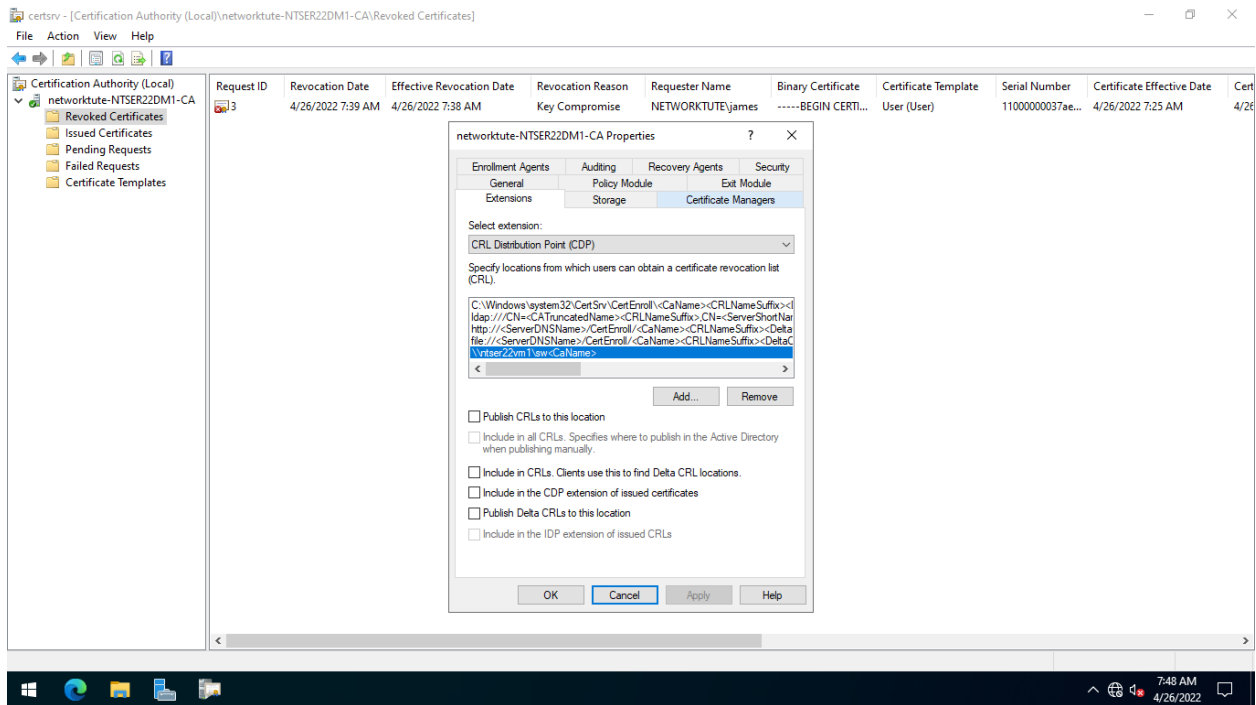 certsrv - [Certification Authority (Local)\networktute-NTSER22DM1-CA\Revoked Certificates]
File Action View Help
Certification Authority (Local)
networktute-NTSER22DM1-CA
Revoked Certificates
Issued Certificates
Pending Requests
Failed Requests
Certificate Templates
Request ID Revocation Date Effective Revocation Date Revocation Reason Requester Name Binary Certificate Certificate Template Serial Number Certificate Effective Date Cert
3 4/26/2022 7:39 AM 4/26/2022 7:38 AM Key Compromise NETWORKTUTE\james -----BEGIN CERTI... User (User) 11000000037ae... 4/26/2022 7:25 AM 4/26
networktute-NTSER22DM1-CA Properties ?
Enrollment Agents Auditing Recovery Agents Security
General Policy Module Exit Module
Extensions Storage Certificate Managers
Select extension:
CRL Distribution Point (CDP)
Specify locations from which users can obtain a certificate revocation list
(CRL).
C:\Windows\system32\CertSrv\CertEnroll\<CaName><CRLNameSuffix><
ldap:///CN=<CATruncatedName><CRLNameSuffix>,CN=<ServerShortNar
http://<ServerDNSName>/CertEnroll/<CaName><CRLNameSuffix><Delta
file://<ServerDNSName>/CertEnroll/<CaName><CRLNameSuffix><DeltaC
\\ntser22vm1\sw<CaName>
Add... Remove
Publish CRLs to this location
Include in all CRLs. Specifies where to publish in the Active Directory
when publishing manually.
Include in CRLs. Clients use this to find Delta CRL locations.
Include in the CDP extension of issued certificates
Publish Delta CRLs to this location
Include in the IDP extension of issued CRLs
OK Cancel Apply Help
7:48 AM
4/26/2022